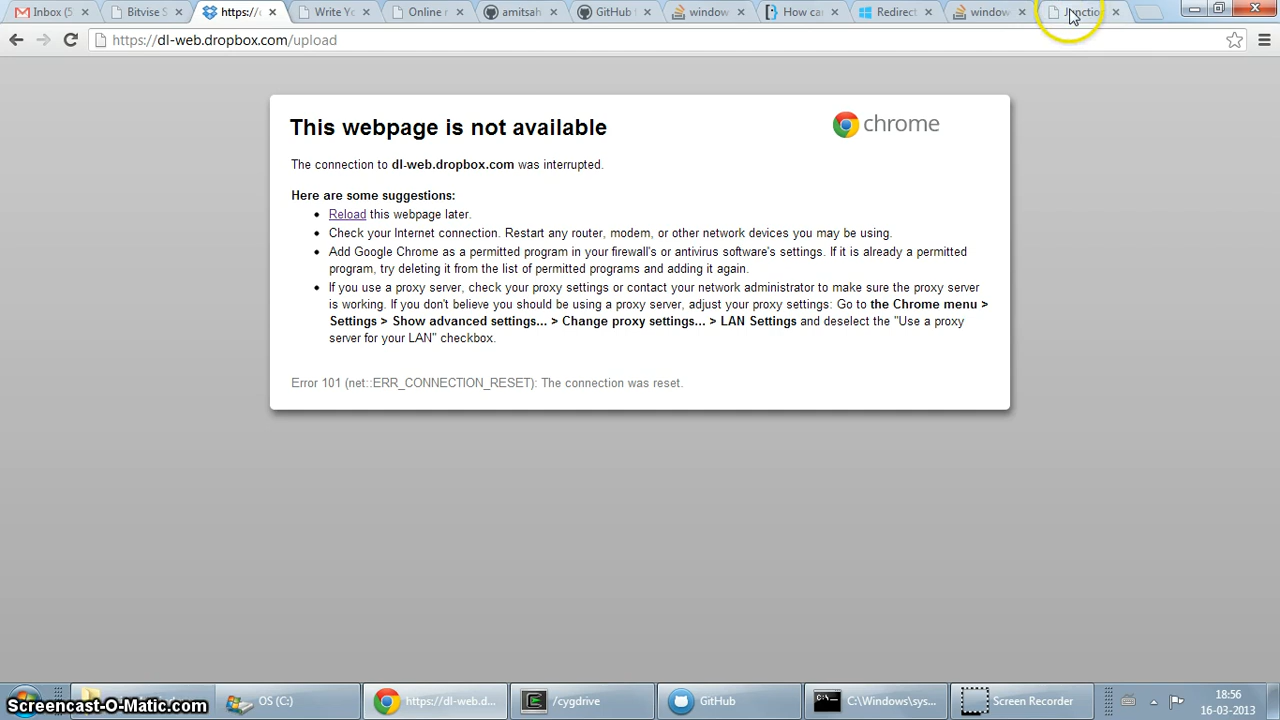 Inbox (5
Bitvise S
https://
Write Yo
Online r
amitsah
GitHub
window
How can
Redirect
window
Junctio
https://dl-web.dropbox.com/upload
This webpage is not available
chrome
The connection to dl-web.dropbox.com was interrupted.
Here are some suggestions:
Reload this webpage later.
Check your Internet connection. Restart any router, modem, or other network devices you may be using.
Add Google Chrome as a permitted program in your firewall's or antivirus software's settings. If it is already a permitted
program, try deleting it from the list of permitted programs and adding it again.
If you use a proxy server, check your proxy settings or contact your network administrator to make sure the proxy server
is working. If you don't believe you should be using a proxy server, adjust your proxy settings: Go to the Chrome menu >
Settings > Show advanced settings... > Change proxy settings... > LAN Settings and deselect the "Use a proxy
server for your LAN" checkbox.
Error 101 (net::ERR_CONNECTION_RESET): The connection was reset.
OS (C:)
https://dl-web.d...
/cygdrive
GitHub
C:\Windows\sys...
Screen Recorder
18:56
16-03-2013
Screencast-O-Matic.com